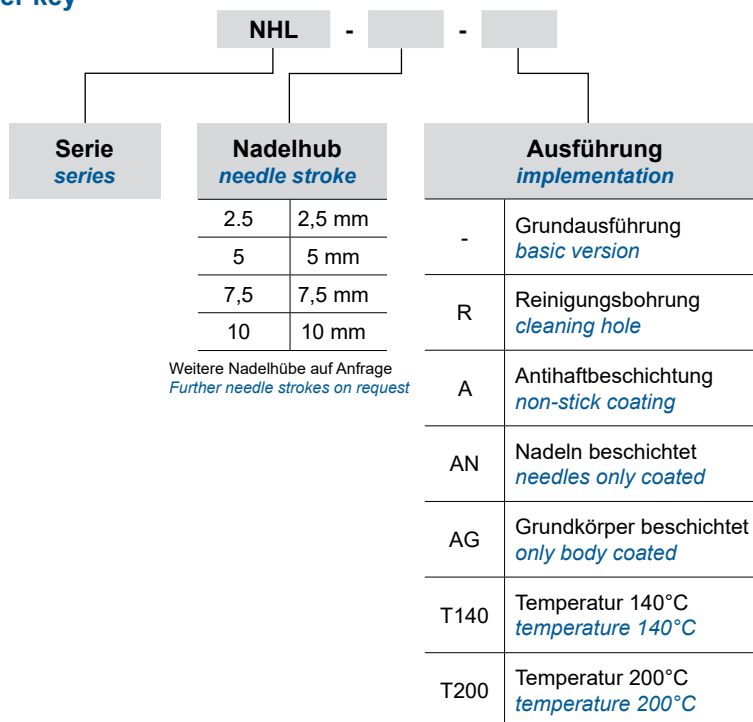 er key
NHL - -
Serie
series
Nadelhub
needle stroke
2.5 2,5 mm
5 5 mm
7,5 7,5 mm
10 10 mm
Weitere Nadelhübe auf Anfrage
Further needle strokes on request
Ausführung
implementation
- Grundausführung
basic version
R Reinigungsbohrung
cleaning hole
A Antihaftbeschichtung
non-stick coating
AN Nadeln beschichtet
needles only coated
AG Grundkörper beschichtet
only body coated
T140 Temperatur 140°C
temperature 140°C
T200 Temperatur 200°C
temperature 200°C